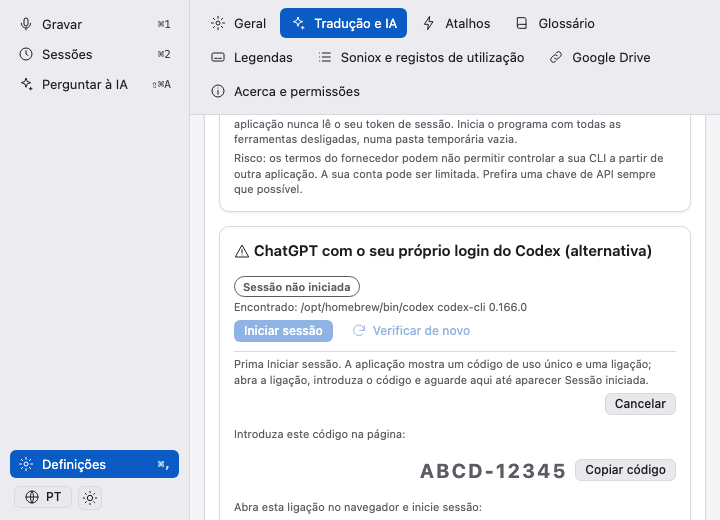 Gravar ⌘1
Sessões ⌘2
Perguntar à IA ⇧⌘A
Geral
Tradução e IA
Atalhos
Glossário
Legendas
Soniox e registos de utilização
Google Drive
Acerca e permissões
aplicação nunca lê o seu token de sessão. Inicia o programa com todas as
ferramentas desligadas, numa pasta temporária vazia.
Risco: os termos do fornecedor podem não permitir controlar a sua CLI a partir de
outra aplicação. A sua conta pode ser limitada. Prefira uma chave de API sempre
que possível.
ChatGPT com o seu próprio login do Codex (alternativa)
Sessão não iniciada
Encontrado: /opt/homebrew/bin/codex codex-cli 0.166.0
Iniciar sessão
Verificar de novo
Prima Iniciar sessão. A aplicação mostra um código de uso único e uma ligação;
abra a ligação, introduza o código e aguarde aqui até aparecer Sessão iniciada.
Cancelar
Introduza este código na página:
ABCD-12345
Copiar código
Abra esta ligação no navegador e inicie sessão:
Definições ⌘,
PT